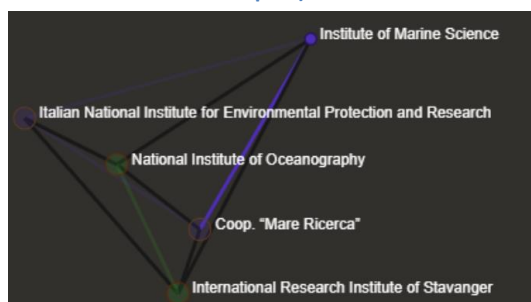 Institute of Marine Science
Italian National Institute for Environmental Protection and Research
National Institute of Oceanography
Coop. “Mare Ricerca”
International Research Institute of Stavanger